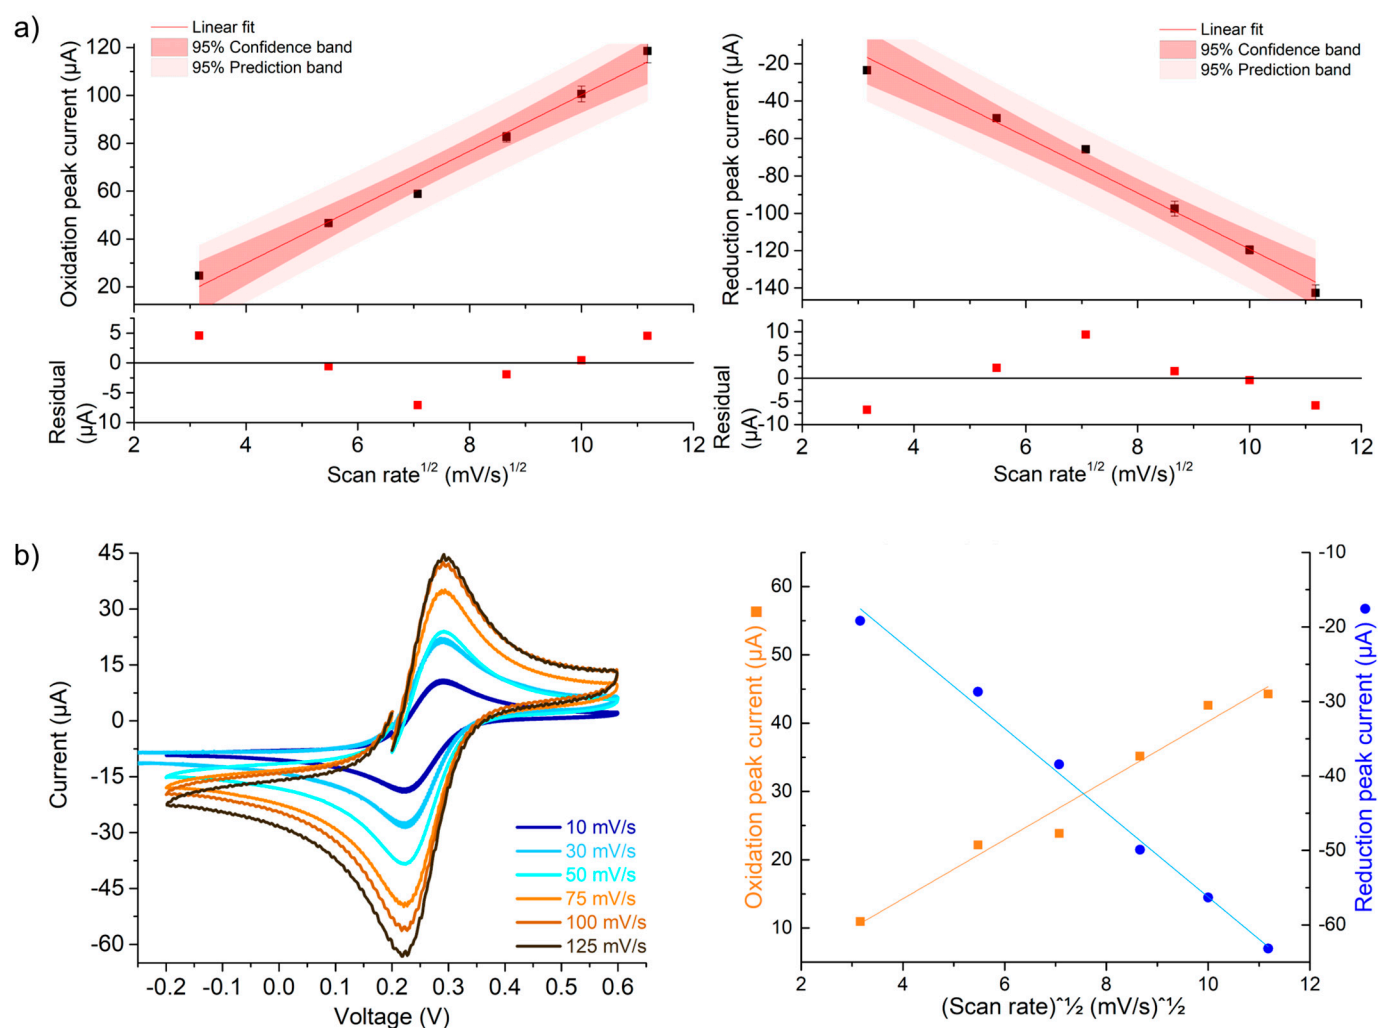 a)
Linear fit
95% Confidence band
95% Prediction band
Oxidation peak current (µA)
120
100
80
60
40
20
Residual
(µA)
5
0
-5
10
2
4
6
8
10
12
Scan rate1/2 (mV/s)1/2
Linear fit
95% Confidence band
95% Prediction band
Reduction peak current (µA)
-20
-40
-60
-80
-100
-120
-140
Residual
(µA)
10
5
0
-5
-10
2
4
6
8
10
12
Scan rate1/2 (mV/s)1/2
b)
Current (µA)
45
30
15
0
-15
-30
-45
-60
10 mV/s
30 mV/s
50 mV/s
75 mV/s
100 mV/s
125 mV/s
-0.2
-0.1
0.0
0.1
0.2
0.3
0.4
0.5
0.6
Voltage (V)
Oxidation peak current (µA)
60
50
40
30
20
10
-10
-20
-30
-40
-50
-60
Reduction peak current (µA)
2
4
6
8
10
12
(Scan rate)^½ (mV/s)^½